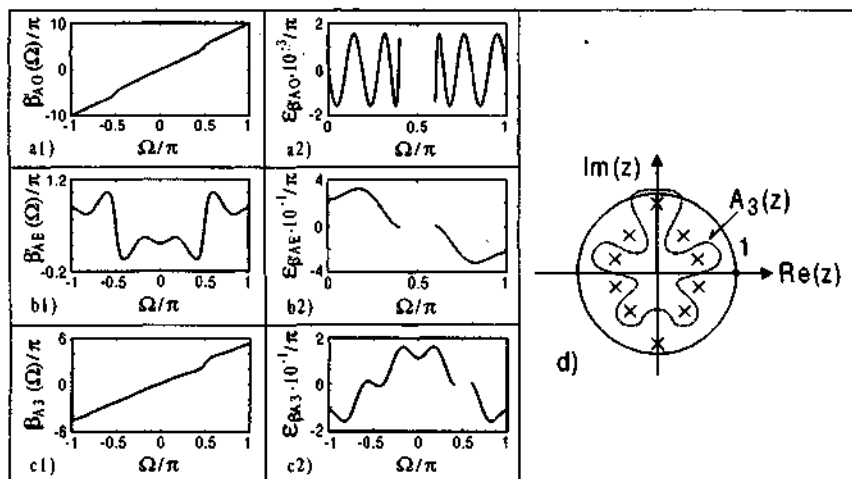 β_AO(Ω)/π
10
0
-10
-1 -0.5 0 0.5 1
a1) Ω/π
ε_βAO·10⁻³
2
0
-2
0 0.5 1
a2) Ω/π
β_AE(Ω)/π
1.2
-0.2
-1 -0.5 0 0.5 1
b1) Ω/π
ε_βAE·10⁻¹
4
0
-4
0 0.5 1
b2) Ω/π
β_A3(Ω)/π
6
0
-6
-1 -0.5 0 0.5 1
c1) Ω/π
ε_βA3·10⁻¹
2
0
-2
-1 -0.5 0 0.5 1
c2) Ω/π
Im(z)
A₃(z)
1
Re(z)
d)